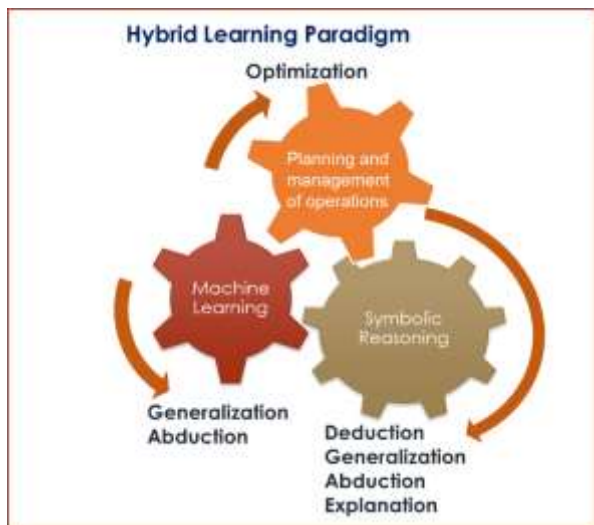 Hybrid Learning Paradigm
Optimization
Planning and
management
of operations
Machine
Learning
Symbolic
Reasoning
Generalization
Abduction
Deduction
Generalization
Abduction
Explanation